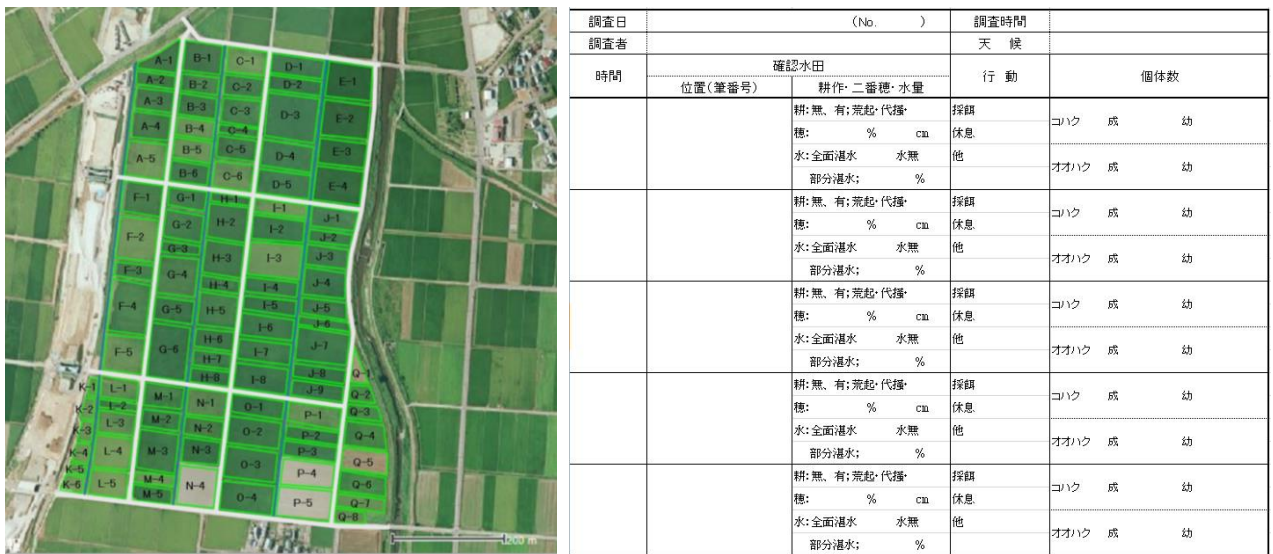 A-1
A-2
A-3
A-4
A-5
B-1
B-2
B-3
B-4
B-5
B-6
C-1
C-2
C-3
C-4
C-5
C-6
D-1
D-2
D-3
D-4
D-5
E-1
E-2
E-3
E-4
F-1
F-2
F-3
F-4
F-5
G-1
G-2
G-3
G-4
G-5
G-6
H-1
H-2
H-3
H-4
H-5
H-6
H-7
H-8
I-1
I-2
I-3
I-4
I-5
I-6
I-7
I-8
J-1
J-2
J-3
J-4
J-5
J-6
J-7
J-8
J-9
K-1
K-2
K-3
K-4
K-5
K-6
L-1
L-2
L-3
L-4
L-5
M-1
M-2
M-3
M-4
M-5
N-1
N-2
N-3
N-4
O-1
O-2
O-3
O-4
P-1
P-2
P-3
P-4
P-5
Q-1
Q-2
Q-3
Q-4
Q-5
Q-6
Q-7
Q-8
調査日 (No. ) 調査時間
調査者 天 候
時間 確認水田 行 動 個体数
位置(筆番号) 耕作・二番穂・水量
耕:無、有;荒起・代掻・ 採餌
コハク 成 幼
穂: % cm 休息
水:全面湛水 水無 他
オオハク 成 幼
部分湛水; %
耕:無、有;荒起・代掻・ 採餌
コハク 成 幼
穂: % cm 休息
水:全面湛水 水無 他
オオハク 成 幼
部分湛水; %
耕:無、有;荒起・代掻・ 採餌
コハク 成 幼
穂: % cm 休息
水:全面湛水 水無 他
オオハク 成 幼
部分湛水; %
耕:無、有;荒起・代掻・ 採餌
コハク 成 幼
穂: % cm 休息
水:全面湛水 水無 他
オオハク 成 幼
部分湛水; %
耕:無、有;荒起・代掻・ 採餌
コハク 成 幼
穂: % cm 休息
水:全面湛水 水無 他
オオハク 成 幼
部分湛水; %